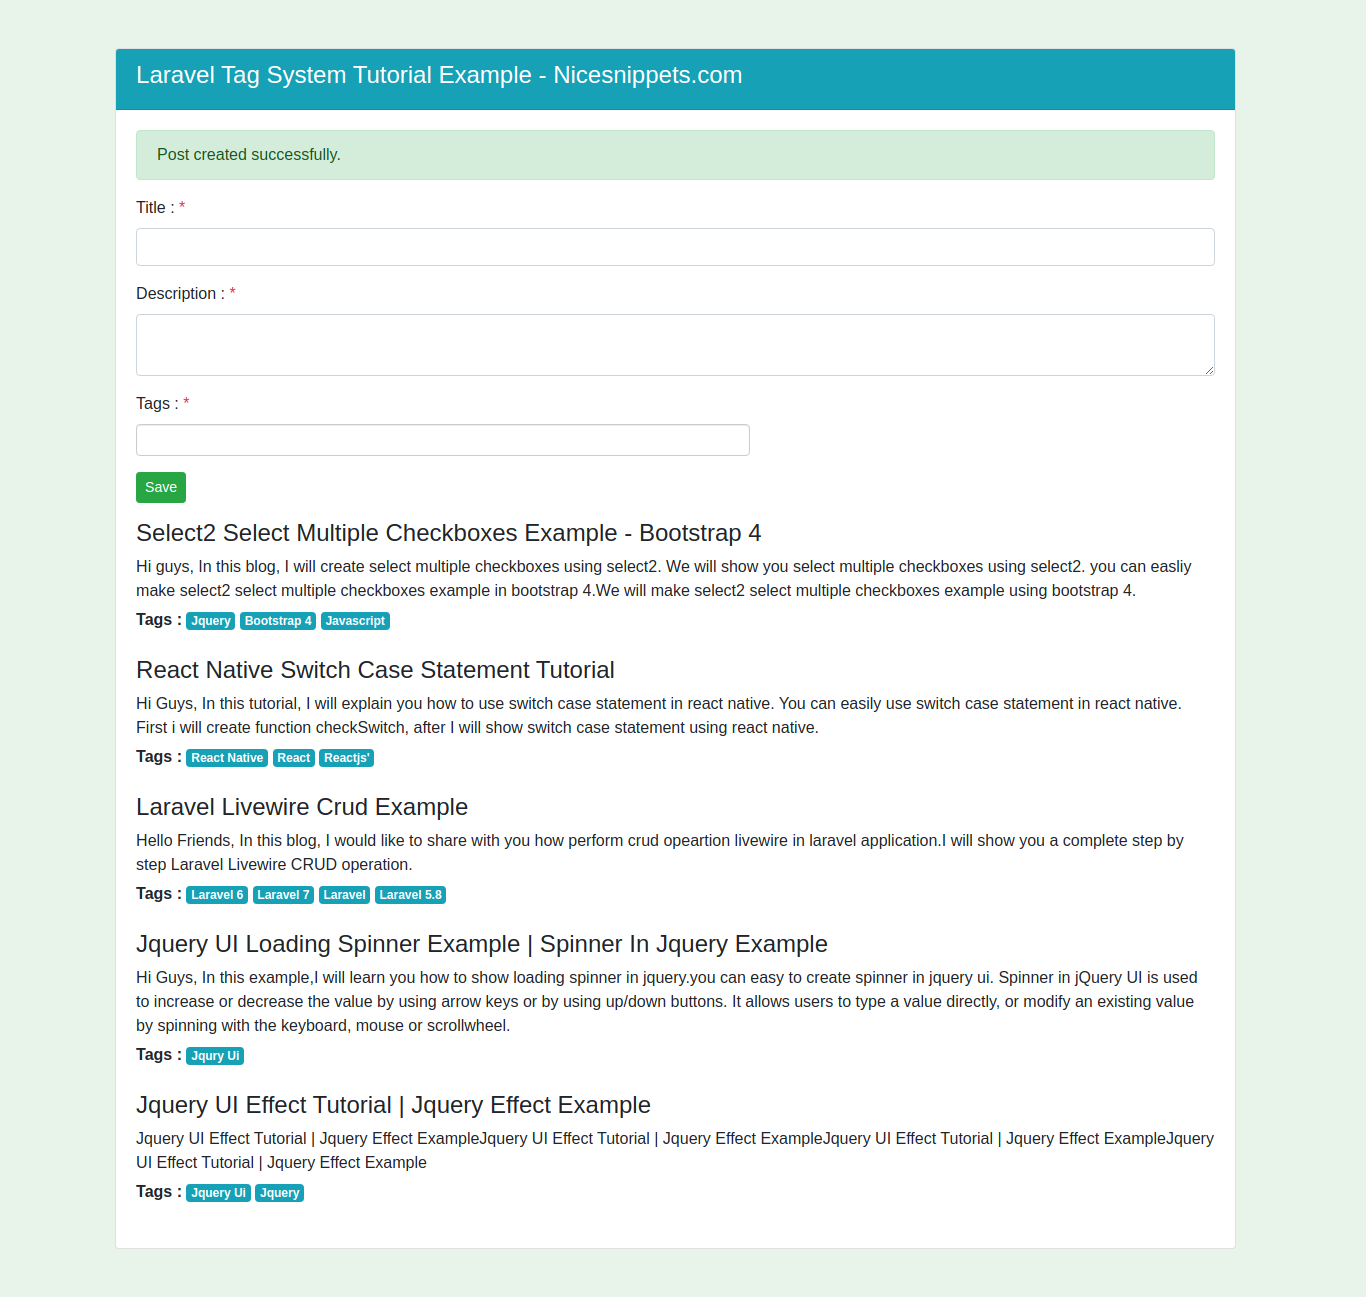 Laravel Tag System Tutorial Example - Nicesnippets.com
Post created successfully.
Title : *
Description : *
Tags : *
Save
Select2 Select Multiple Checkboxes Example - Bootstrap 4
Hi guys, In this blog, I will create select multiple checkboxes using select2. We will show you select multiple checkboxes using select2. you can easliy
make select2 select multiple checkboxes example in bootstrap 4.We will make select2 select multiple checkboxes example using bootstrap 4.
Tags : Jquery Bootstrap 4 Javascript
React Native Switch Case Statement Tutorial
Hi Guys, In this tutorial, I will explain you how to use switch case statement in react native. You can easily use switch case statement in react native.
First i will create function checkSwitch, after I will show switch case statement using react native.
Tags : React Native React Reactjs'
Laravel Livewire Crud Example
Hello Friends, In this blog, I would like to share with you how perform crud opeartion livewire in laravel application.I will show you a complete step by
step Laravel Livewire CRUD operation.
Tags : Laravel 6 Laravel 7 Laravel Laravel 5.8
Jquery UI Loading Spinner Example | Spinner In Jquery Example
Hi Guys, In this example,I will learn you how to show loading spinner in jquery.you can easy to create spinner in jquery ui. Spinner in jQuery UI is used
to increase or decrease the value by using arrow keys or by using up/down buttons. It allows users to type a value directly, or modify an existing value
by spinning with the keyboard, mouse or scrollwheel.
Tags : Jqury Ui
Jquery UI Effect Tutorial | Jquery Effect Example
Jquery UI Effect Tutorial | Jquery Effect ExampleJquery UI Effect Tutorial | Jquery Effect ExampleJquery UI Effect Tutorial | Jquery Effect ExampleJquery
UI Effect Tutorial | Jquery Effect Example
Tags : Jquery Ui Jquery